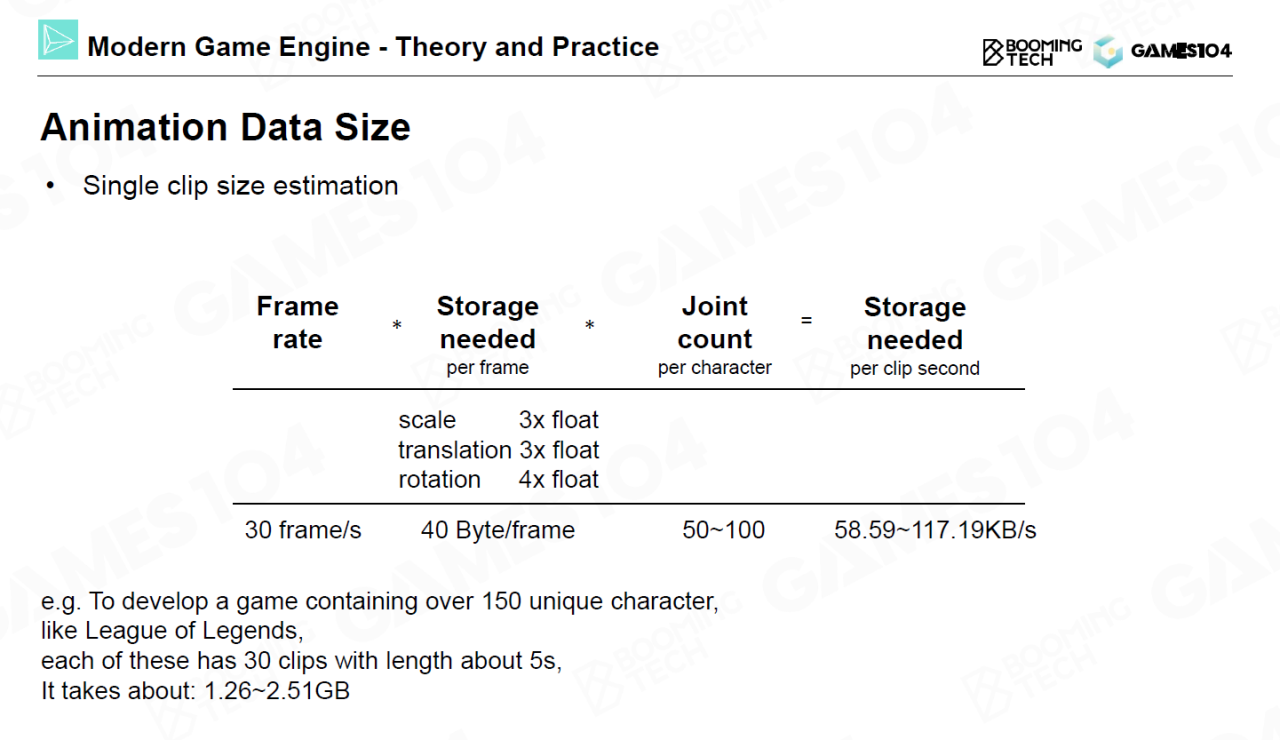 Modern Game Engine - Theory and Practice
BOOMING
TECH
GAMES104
Animation Data Size
• Single clip size estimation
Frame
rate
*
Storage
needed
per frame
*
Joint
count
per character
=
Storage
needed
per clip second
scale 3x float
translation 3x float
rotation 4x float
30 frame/s 40 Byte/frame 50~100 58.59~117.19KB/s
e.g. To develop a game containing over 150 unique character,
like League of Legends,
each of these has 30 clips with length about 5s,
It takes about: 1.26~2.51GB